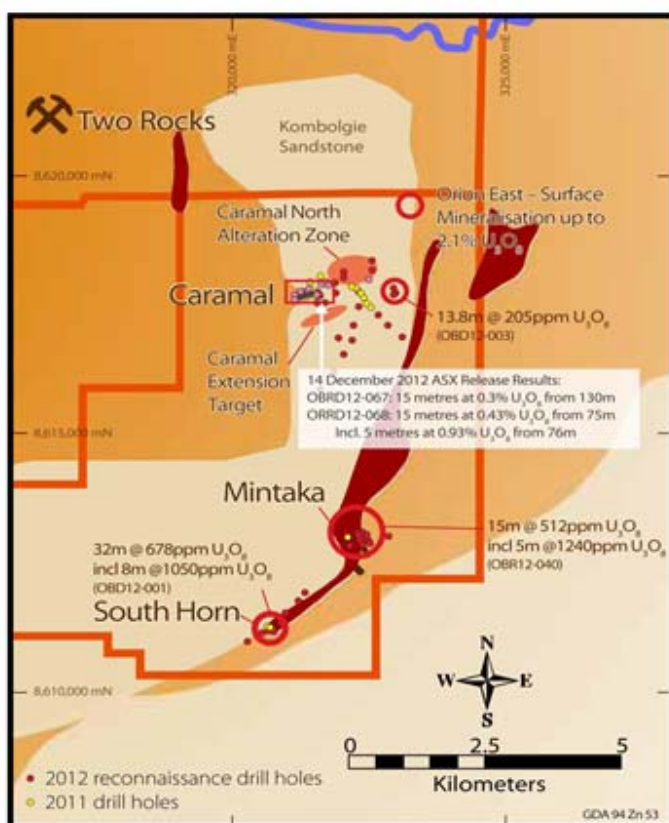 320,000 mE
325,000 mE
Two Rocks
Kombolgie
Sandstone
8,620,000 mN
Orion East – Surface
Mineralisation up to
2.1% U₃O₈
Caramal North
Alteration Zone
Caramal
13.8m @ 205ppm U₃O₈
(OBD12-003)
Caramal
Extension
Target
14 December 2012 ASX Release Results:
OBRD12-067: 15 metres at 0.3% U₃O₈ from 130m
ORRD12-068: 15 metres at 0.43% U₃O₈ from 75m
Incl. 5 metres at 0.93% U₃O₈ from 76m
8,615,000 mN
Mintaka
15m @ 512ppm U₃O₈
incl 5m @1240ppm U₃O₈
(OBR12-040)
32m @ 678ppm U₃O₈
incl 8m @1050ppm U₃O₈
(OBD12-001)
South Horn
8,610,000 mN
N
W E
S
0 2.5 5
Kilometers
2012 reconnaissance drill holes
2011 drill holes
GDA 94 Zn 53